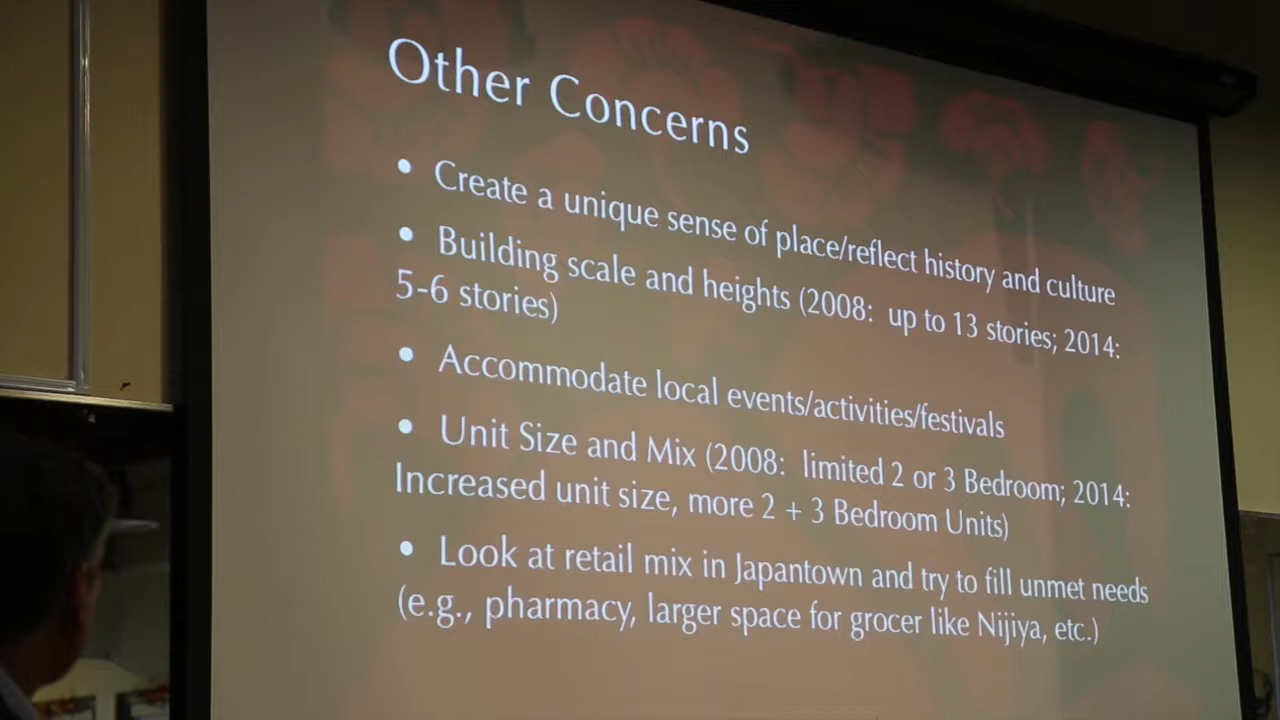 Other Concerns
• Create a unique sense of place/reflect history and culture
• Building scale and heights (2008: up to 13 stories; 2014:
5-6 stories)
• Accommodate local events/activities/festivals
• Unit Size and Mix (2008: limited 2 or 3 Bedroom; 2014:
Increased unit size, more 2 + 3 Bedroom Units)
• Look at retail mix in Japantown and try to fill unmet needs
(e.g., pharmacy, larger space for grocer like Nijiya, etc.)